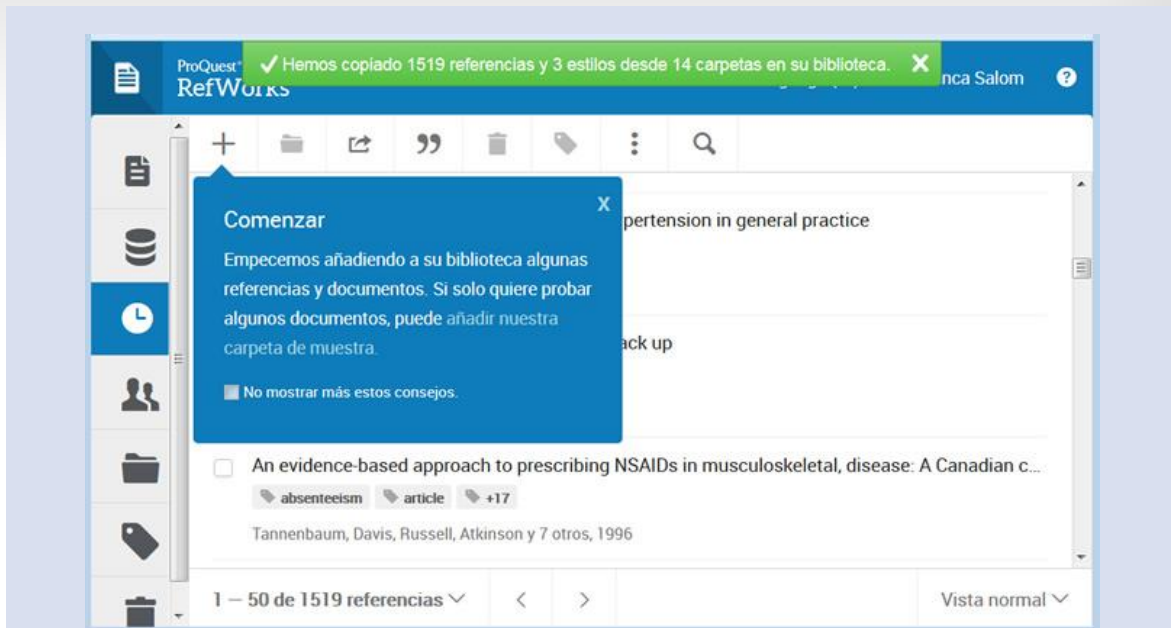 ProQuest®
RefWorks
Hemos copiado 1519 referencias y 3 estilos desde 14 carpetas en su biblioteca. X
nca Salom ?
Comenzar X
Empecemos añadiendo a su biblioteca algunas
referencias y documentos. Si solo quiere probar
algunos documentos, puede añadir nuestra
carpeta de muestra.
No mostrar más estos consejos.
pertension in general practice
ack up
An evidence-based approach to prescribing NSAIDs in musculoskeletal, disease: A Canadian c...
absenteeism article +17
Tannenbaum, Davis, Russell, Atkinson y 7 otros, 1996
1 — 50 de 1519 referencias < > Vista normal